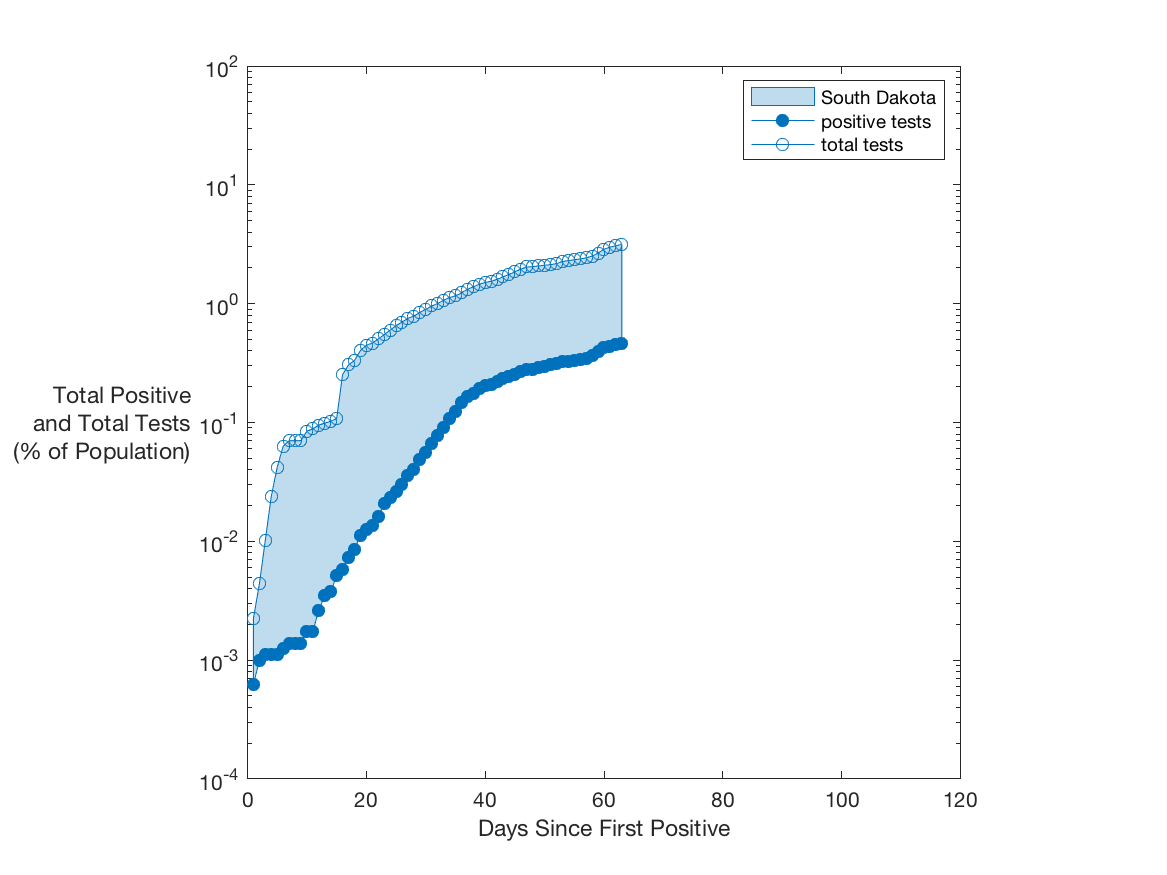 10^2
10^1
10^0
10^-1
10^-2
10^-3
10^-4
Total Positive
and Total Tests
(% of Population)
South Dakota
positive tests
total tests
0 20 40 60 80 100 120
Days Since First Positive